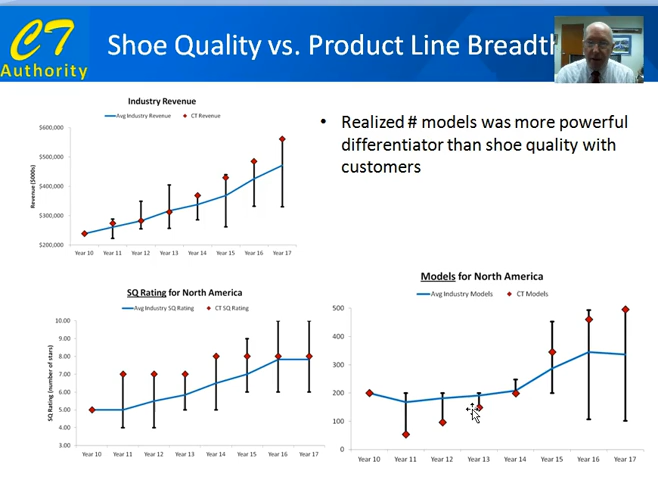 CT
Authority
Shoe Quality vs. Product Line Breadth
• Realized # models was more powerful
differentiator than shoe quality with
customers
Industry Revenue
Avg Industry Revenue CT Revenue
Revenue ($000s)
$600,000
$500,000
$400,000
$300,000
$200,000
Year 10 Year 11 Year 12 Year 13 Year 14 Year 15 Year 16 Year 17
SQ Rating for North America
Avg Industry SQ Rating CT SQ Rating
SQ Rating (number of stars)
10.00
9.00
8.00
7.00
6.00
5.00
4.00
3.00
Year 10 Year 11 Year 12 Year 13 Year 14 Year 15 Year 16 Year 17
Models for North America
Avg Industry Models CT Models
500
400
300
200
100
0
Year 10 Year 11 Year 12 Year 13 Year 14 Year 15 Year 16 Year 17